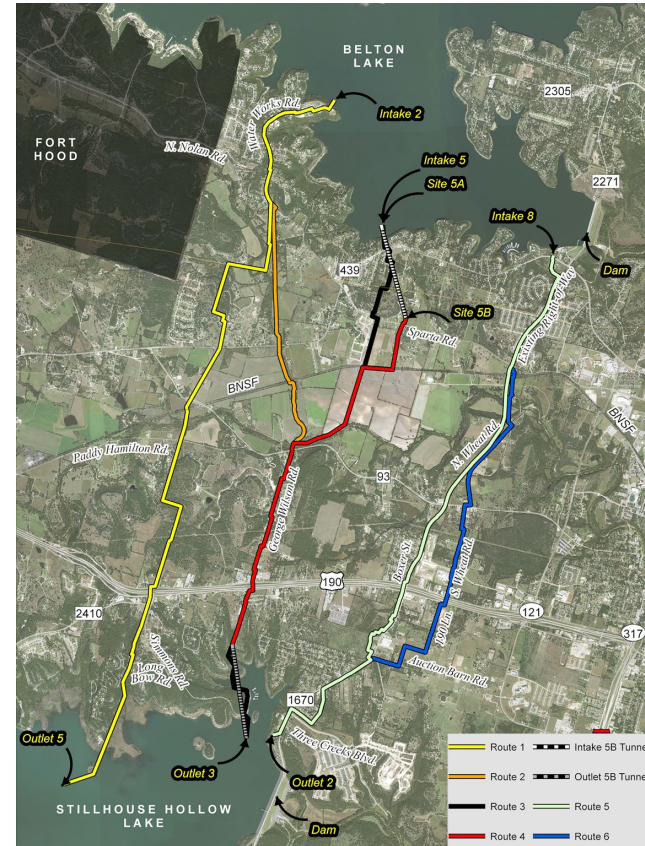 BELTON
LAKE
Intake 2
2305
Water Works Rd.
FORT
HOOD
N. Nolan Rd.
Intake 5
Site 5A
2271
Intake 8
439
Dam
Existing Right-of-Way
Site 5B
Sparta Rd.
BNSF
BNSF
N. Wheat Rd.
Paddy Hamilton Rd.
93
George Wilson Rd.
Boxer St.
190
S. Wheat Rd.
121
2410
190 Ln.
317
Simmons Rd.
Long
Bow Rd.
Auction Barn Rd.
1670
Outlet 5
Three Creeks Blvd.
Outlet 3
Outlet 2
STILLHOUSE HOLLOW
LAKE
Dam
Route 1
Intake 5B Tunne
Route 2
Outlet 5B Tunne
Route 3
Route 5
Route 4
Route 6